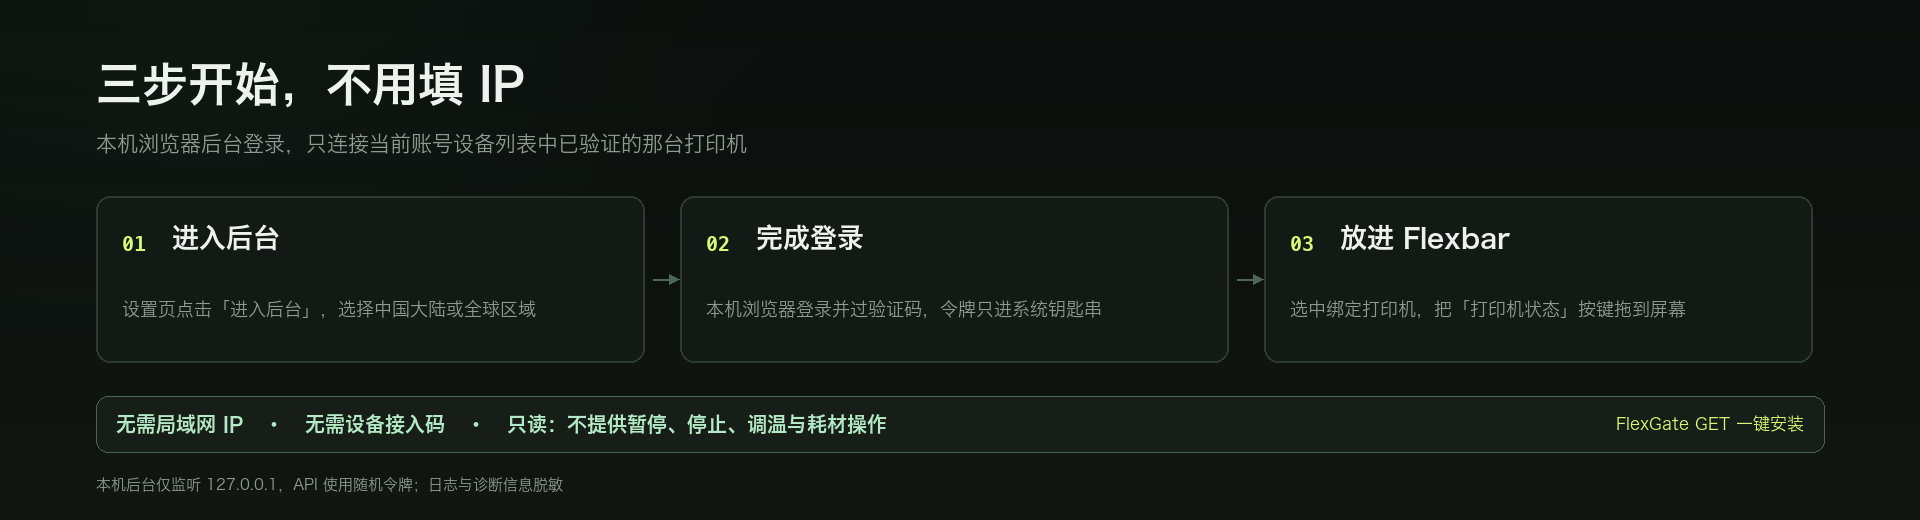 三步开始，不用填 IP
本机浏览器后台登录，只连接当前账号设备列表中已验证的那台打印机
01 进入后台
设置页点击「进入后台」，选择中国大陆或全球区域
02 完成登录
本机浏览器登录并过验证码，令牌只进系统钥匙串
03 放进 Flexbar
选中绑定打印机，把「打印机状态」按键拖到屏幕
无需局域网 IP · 无需设备接入码 · 只读：不提供暂停、停止、调温与耗材操作
FlexGate GET 一键安装
本机后台仅监听 127.0.0.1，API 使用随机令牌；日志与诊断信息脱敏